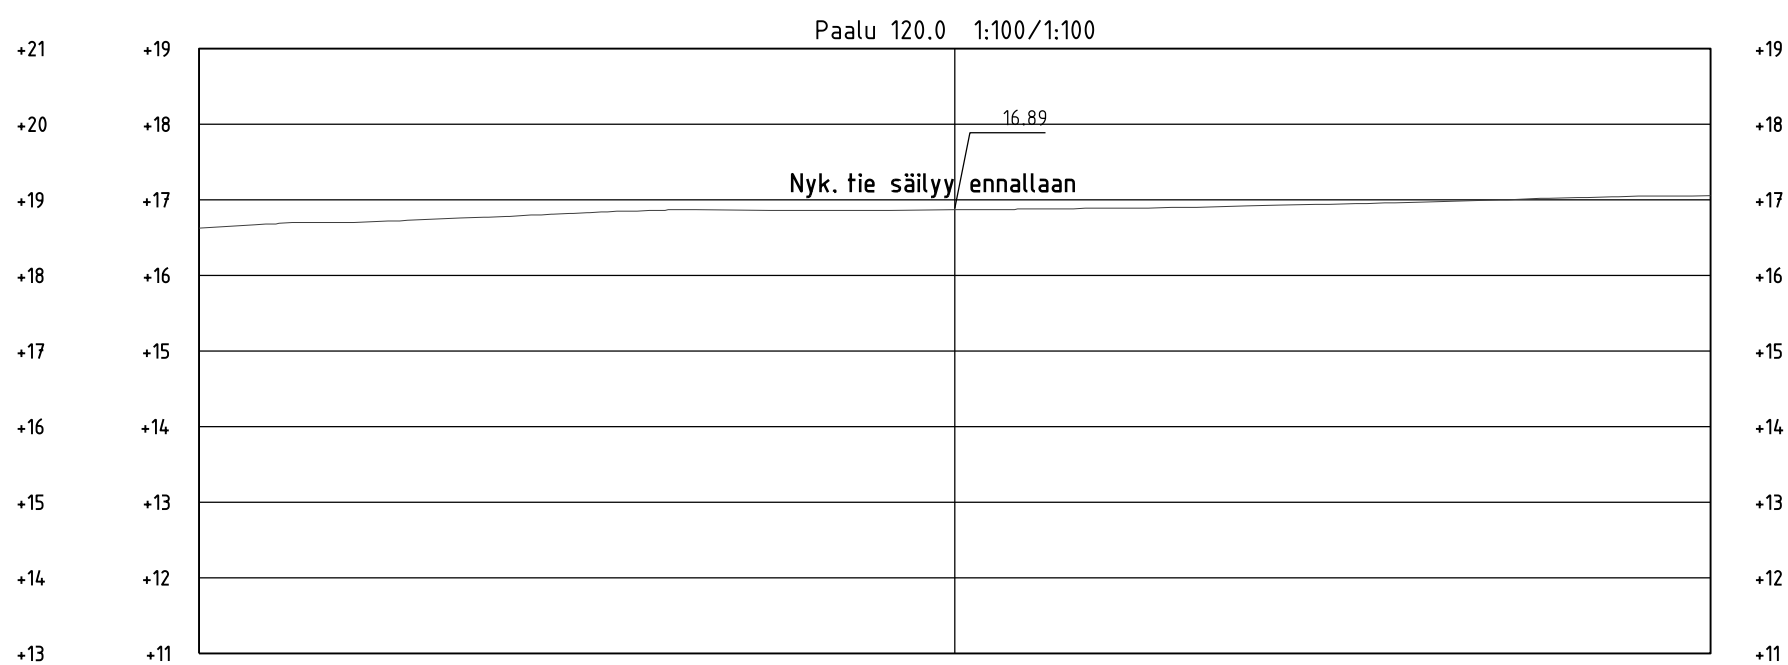 Paalu 120.0 1:100/1:100
+21 +19 +19
+20 +18 16.89 +18
Nyk. tie säilyy ennallaan
+19 +17 +17
+18 +16 +16
+17 +15 +15
+16 +14 +14
+15 +13 +13
+14 +12 +12
+13 +11 +11